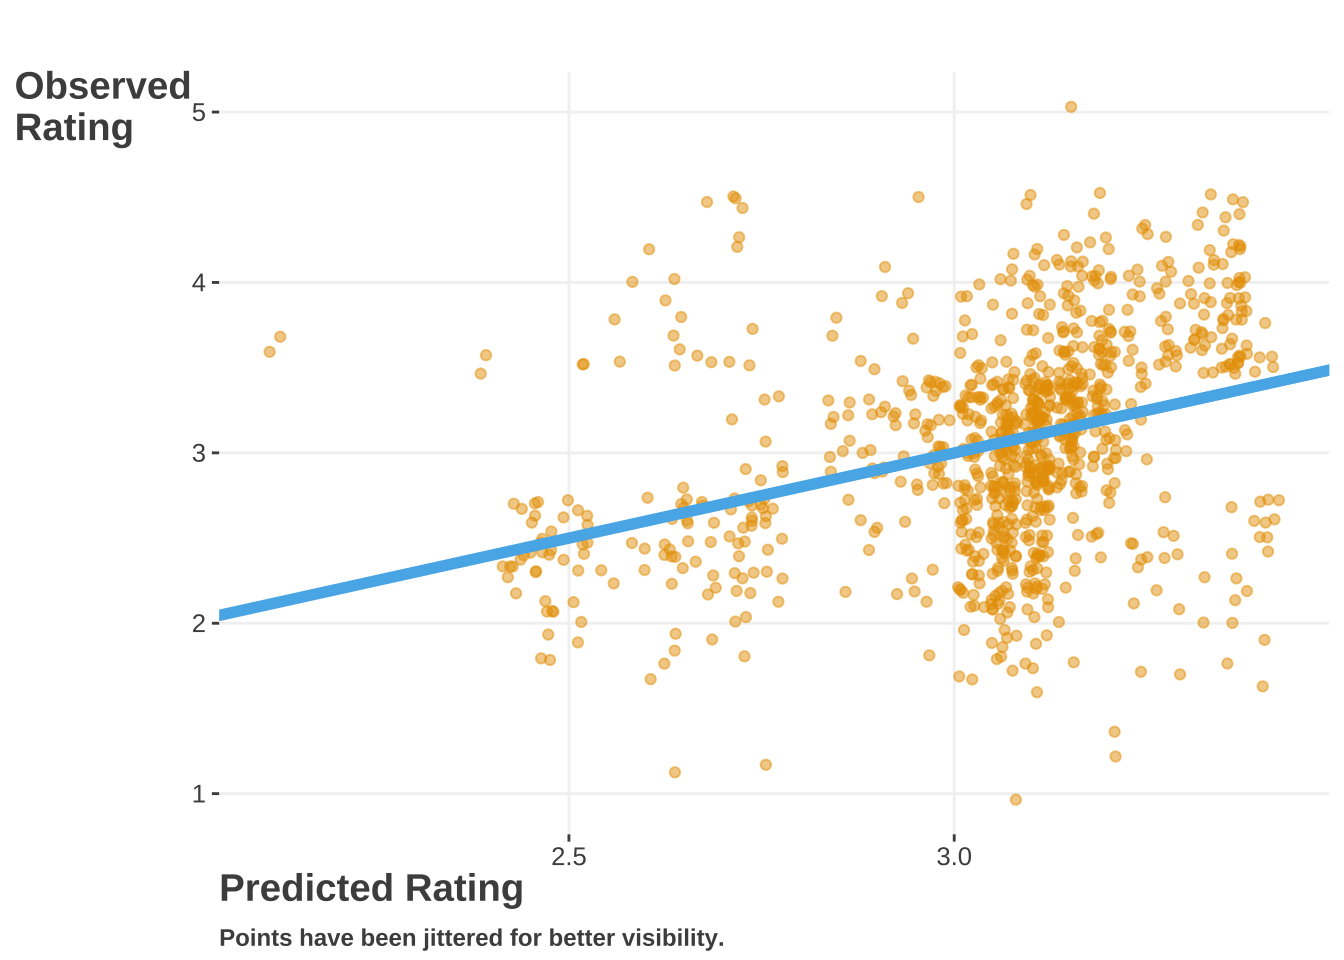 Observed
Rating
5
4
3
2
1
2.5 3.0
Predicted Rating
Points have been jittered for better visibility.